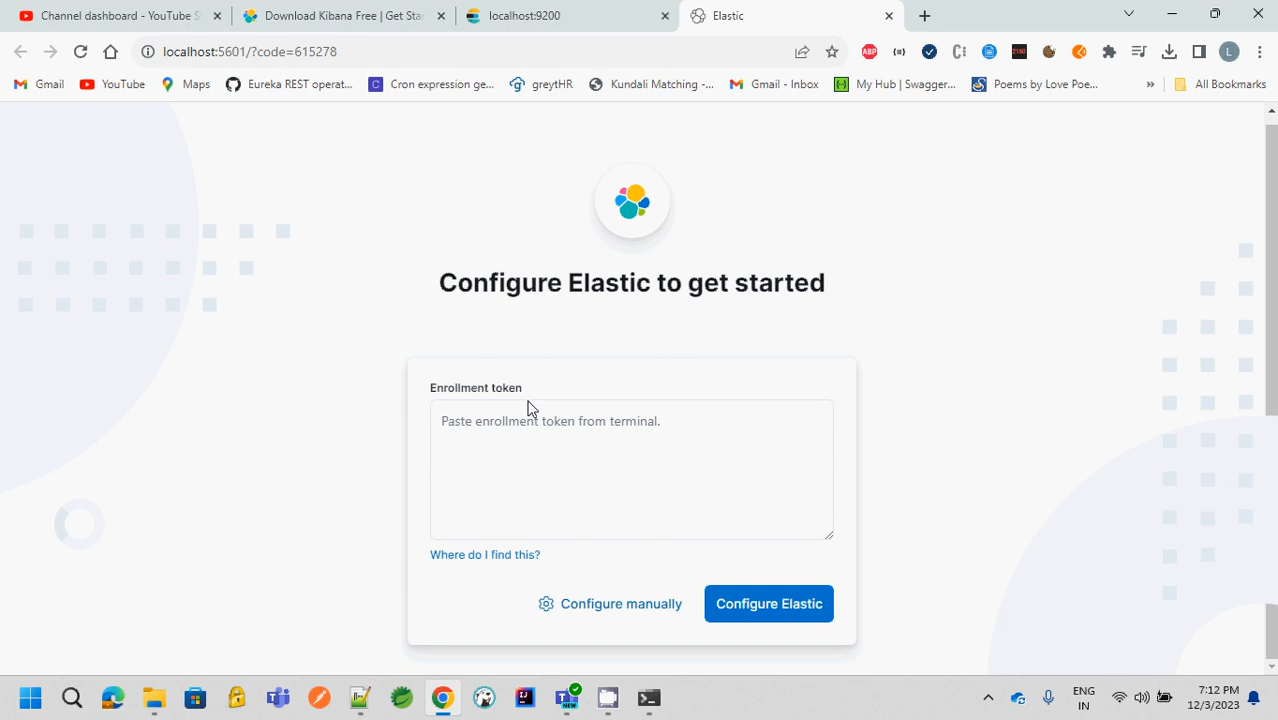 Channel dashboard - YouTube S
Download Kibana Free | Get Star
localhost:9200
Elastic
localhost:5601/?code=615278
ABP
2160
L
Gmail
YouTube
Maps
Eureka REST operat...
Cron expression ge...
greytHR
Kundali Matching -...
Gmail - Inbox
My Hub | Swagger...
Poems by Love Poe...
All Bookmarks
Configure Elastic to get started
Enrollment token
Paste enrollment token from terminal.
Where do I find this?
Configure manually
Configure Elastic
NEW
ENG
IN
7:12 PM
12/3/2023